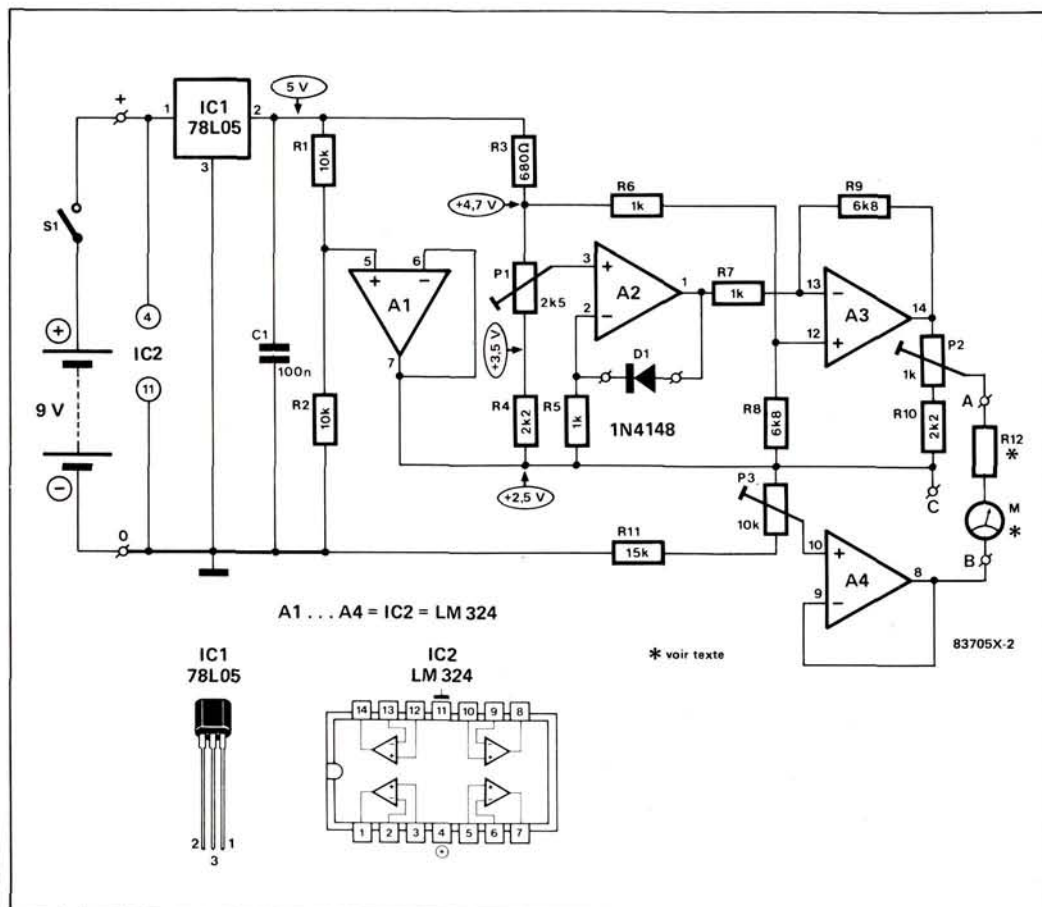 5 V
+
1
IC1
78L05
2
3
R1
10k
R3
680Ω
+4,7 V
R6
1k
R9
6k8
S1
4
IC2
11
+
9 V
−
0
C1
100n
5
+
6
−
A1
7
R2
10k
P1
2k5
+3,5 V
R4
2k2
+2,5 V
3
+
A2
2
−
1
R7
1k
D1
1N4148
R5
1k
R8
6k8
13
−
A3
12
+
14
P2
1k
R10
2k2
A
R12
*
C
M
*
B
P3
10k
R11
15k
10
+
A4
9
−
8
A1 . . . A4 = IC2 = LM 324
* voir texte
83705X-2
IC1
78L05
2
3
1
IC2
LM 324
14 13 12 11 10 9 8
1 2 3 4 5 6 7